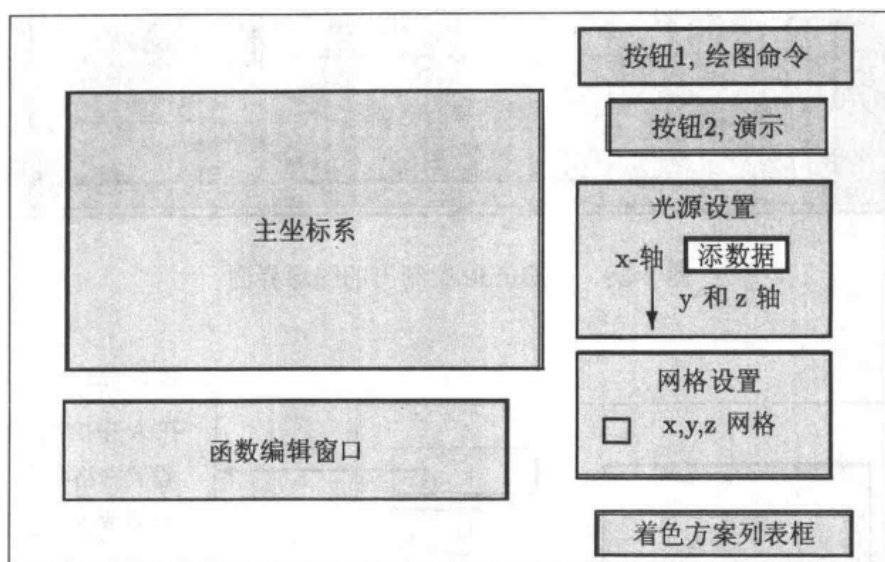 按钮1, 绘图命令
按钮2, 演示
主坐标系
光源设置
x-轴 添数据
y 和 z 轴
网格设置
x,y,z 网格
函数编辑窗口
着色方案列表框